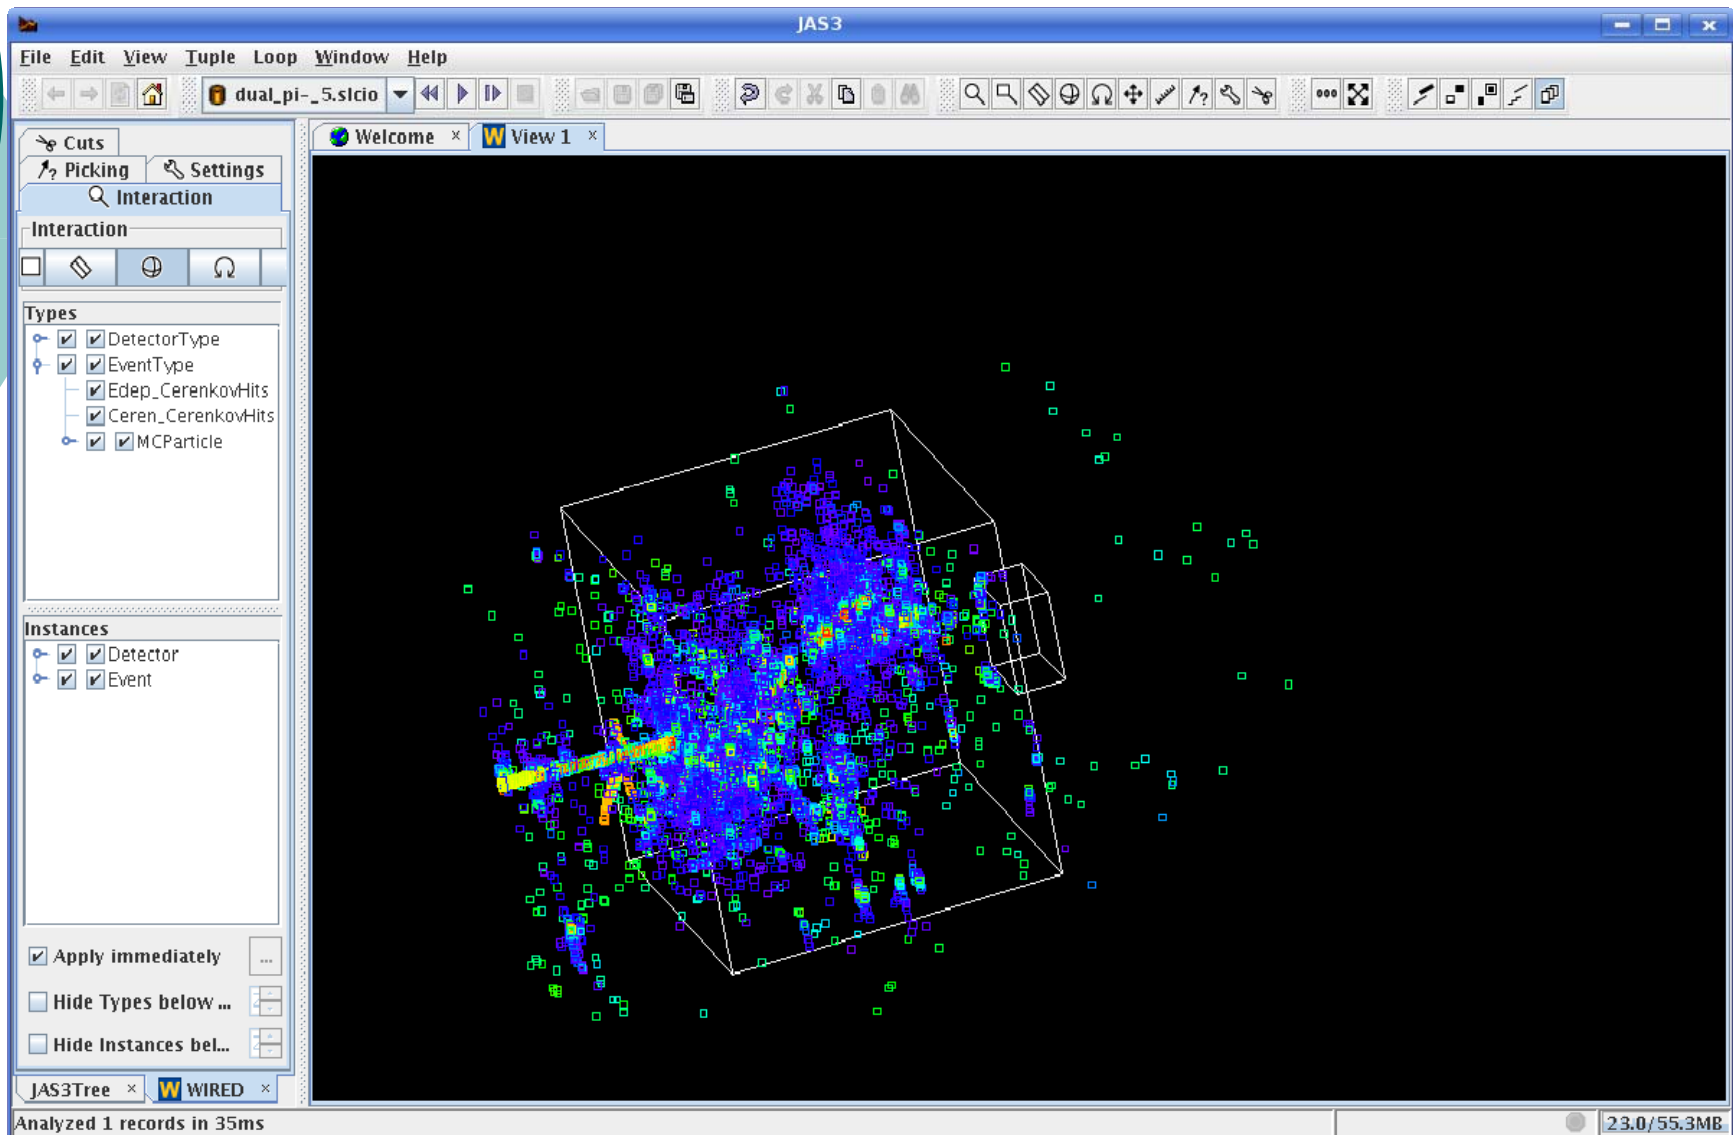 JAS3
File Edit View Tuple Loop Window Help
dual_pi-_5.slcio
Cuts
Picking Settings
Interaction
Interaction
Types
DetectorType
EventType
Edep_CerenkovHits
Ceren_CerenkovHits
MCParticle
Instances
Detector
Event
Apply immediately ...
Hide Types below ...
Hide Instances bel...
JAS3Tree × W WIRED ×
Welcome × W View 1 ×
Analyzed 1 records in 35ms
23.0/55.3MB